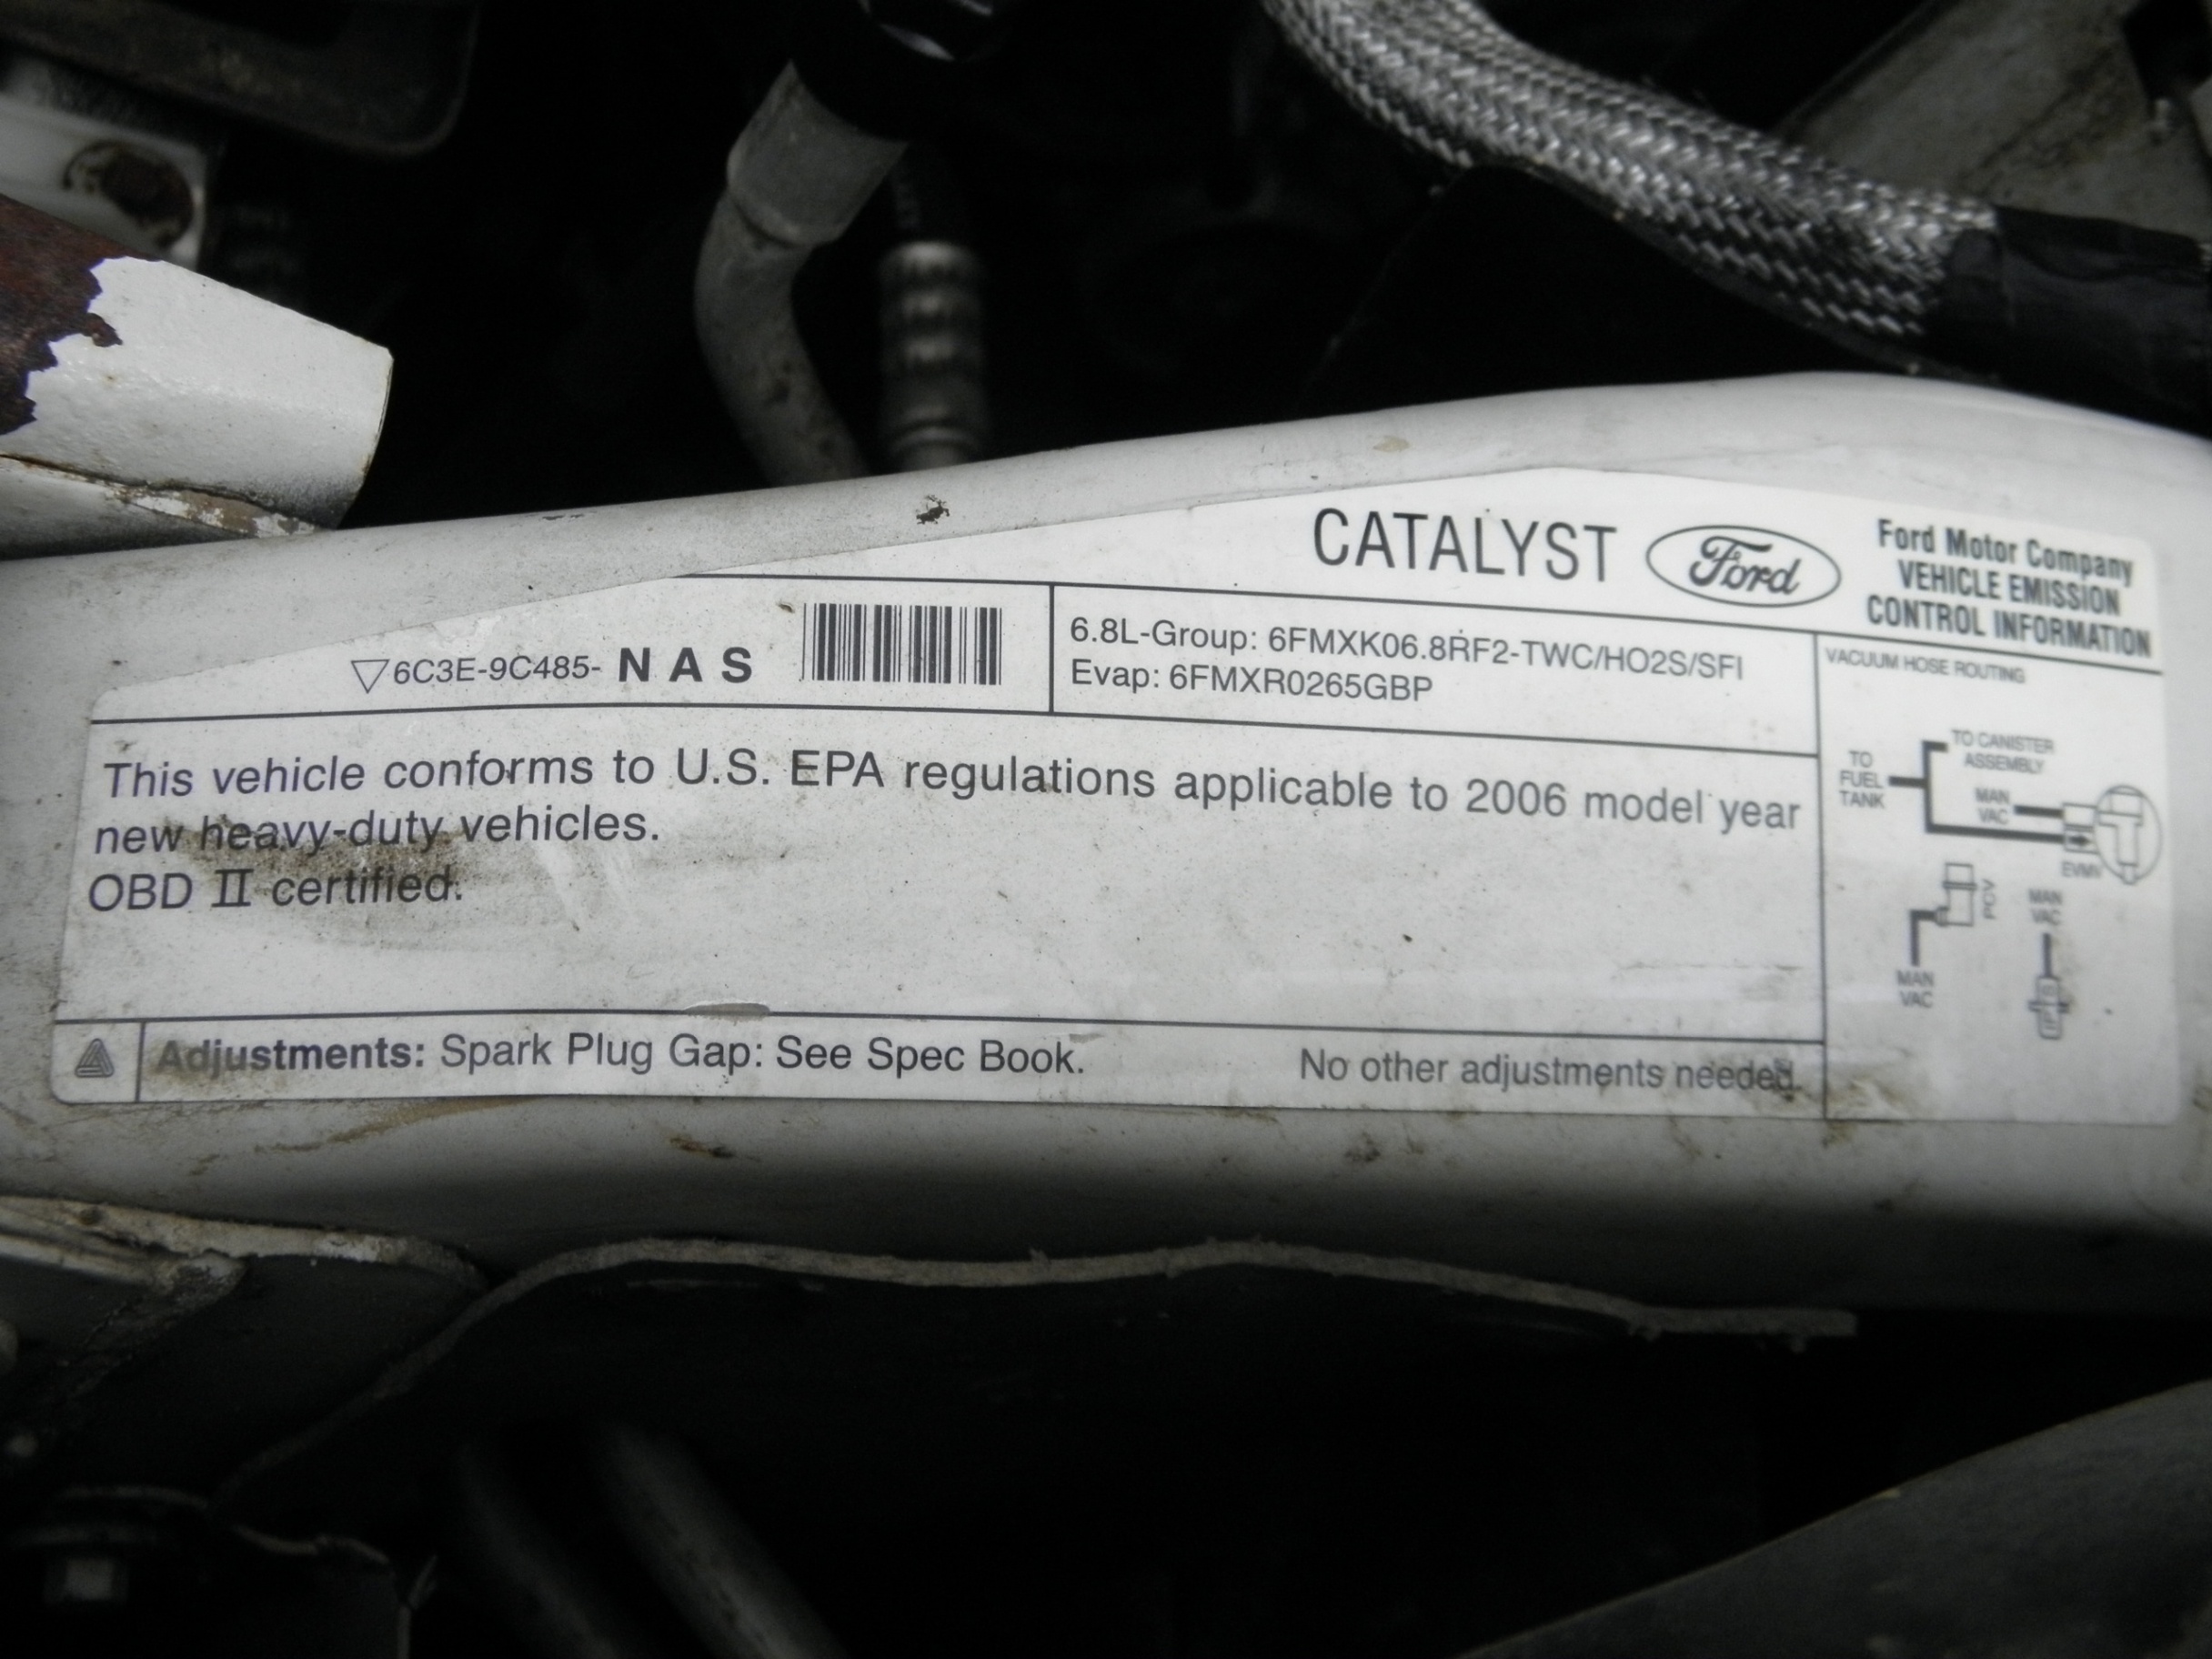 CATALYST
Ford
Ford Motor Company
VEHICLE EMISSION
CONTROL INFORMATION
6C3E-9C485- NAS
6.8L-Group: 6FMXK06.8RF2-TWC/HO2S/SFI
Evap: 6FMXR0265GBP
This vehicle conforms to U.S. EPA regulations applicable to 2006 model year
new heavy-duty vehicles.
OBD II certified.
Adjustments: Spark Plug Gap: See Spec Book.
No other adjustments needed.
VACUUM HOSE ROUTING
TO CANISTER
ASSEMBLY
TO
FUEL
TANK
MAN
VAC
EVMV
PCV
MAN
VAC
MAN
VAC